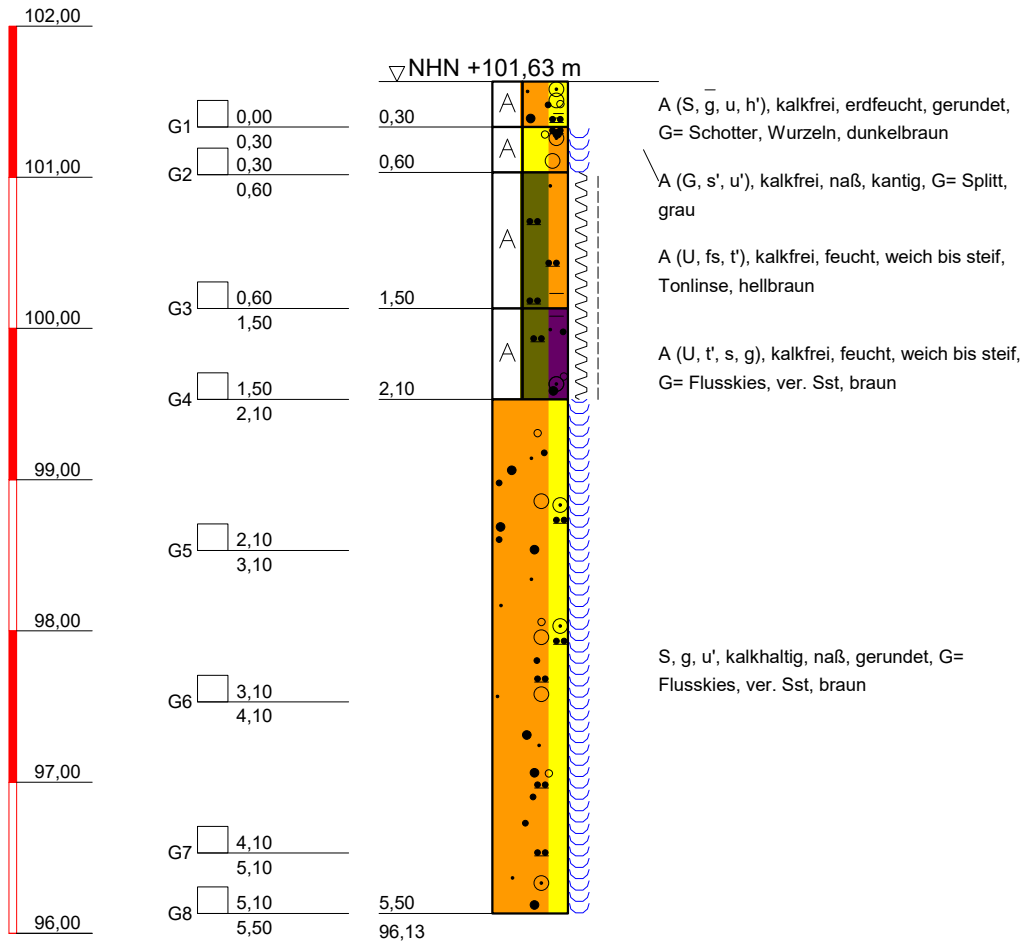 102,00
NHN +101,63 m
A (S, g̅, u, h'), kalkfrei, erdfeucht, gerundet,
G= Schotter, Wurzeln, dunkelbraun
A
G1
0,00
0,30
0,30
101,00
A
G2
0,30
0,60
0,60
A (G, s', u'), kalkfrei, naß, kantig, G= Splitt,
grau
A
A (U, fs, t'), kalkfrei, feucht, weich bis steif,
Tonlinse, hellbraun
G3
0,60
1,50
1,50
100,00
A
A (U, t', s, g), kalkfrei, feucht, weich bis steif,
G= Flusskies, ver. Sst, braun
G4
1,50
2,10
2,10
99,00
G5
2,10
3,10
98,00
S, g, u', kalkhaltig, naß, gerundet, G=
Flusskies, ver. Sst, braun
G6
3,10
4,10
97,00
G7
4,10
5,10
G8
5,10
5,50
5,50
96,13
96,00